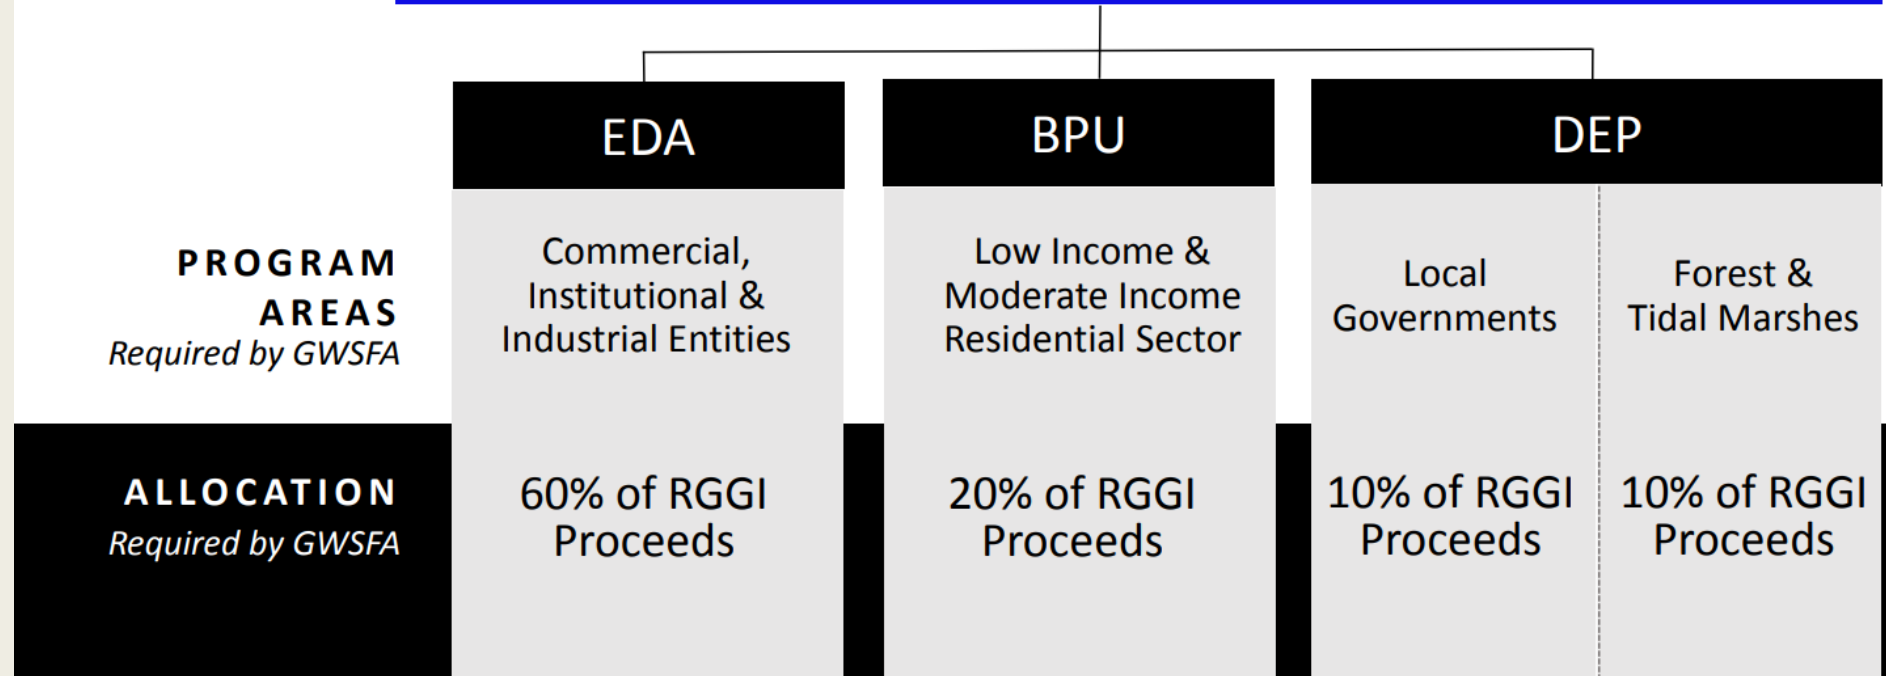 EDA
BPU
DEP
PROGRAM
AREAS
Required by GWSFA
Commercial,
Institutional &
Industrial Entities
Low Income &
Moderate Income
Residential Sector
Local
Governments
Forest &
Tidal Marshes
ALLOCATION
Required by GWSFA
60% of RGGI
Proceeds
20% of RGGI
Proceeds
10% of RGGI
Proceeds
10% of RGGI
Proceeds